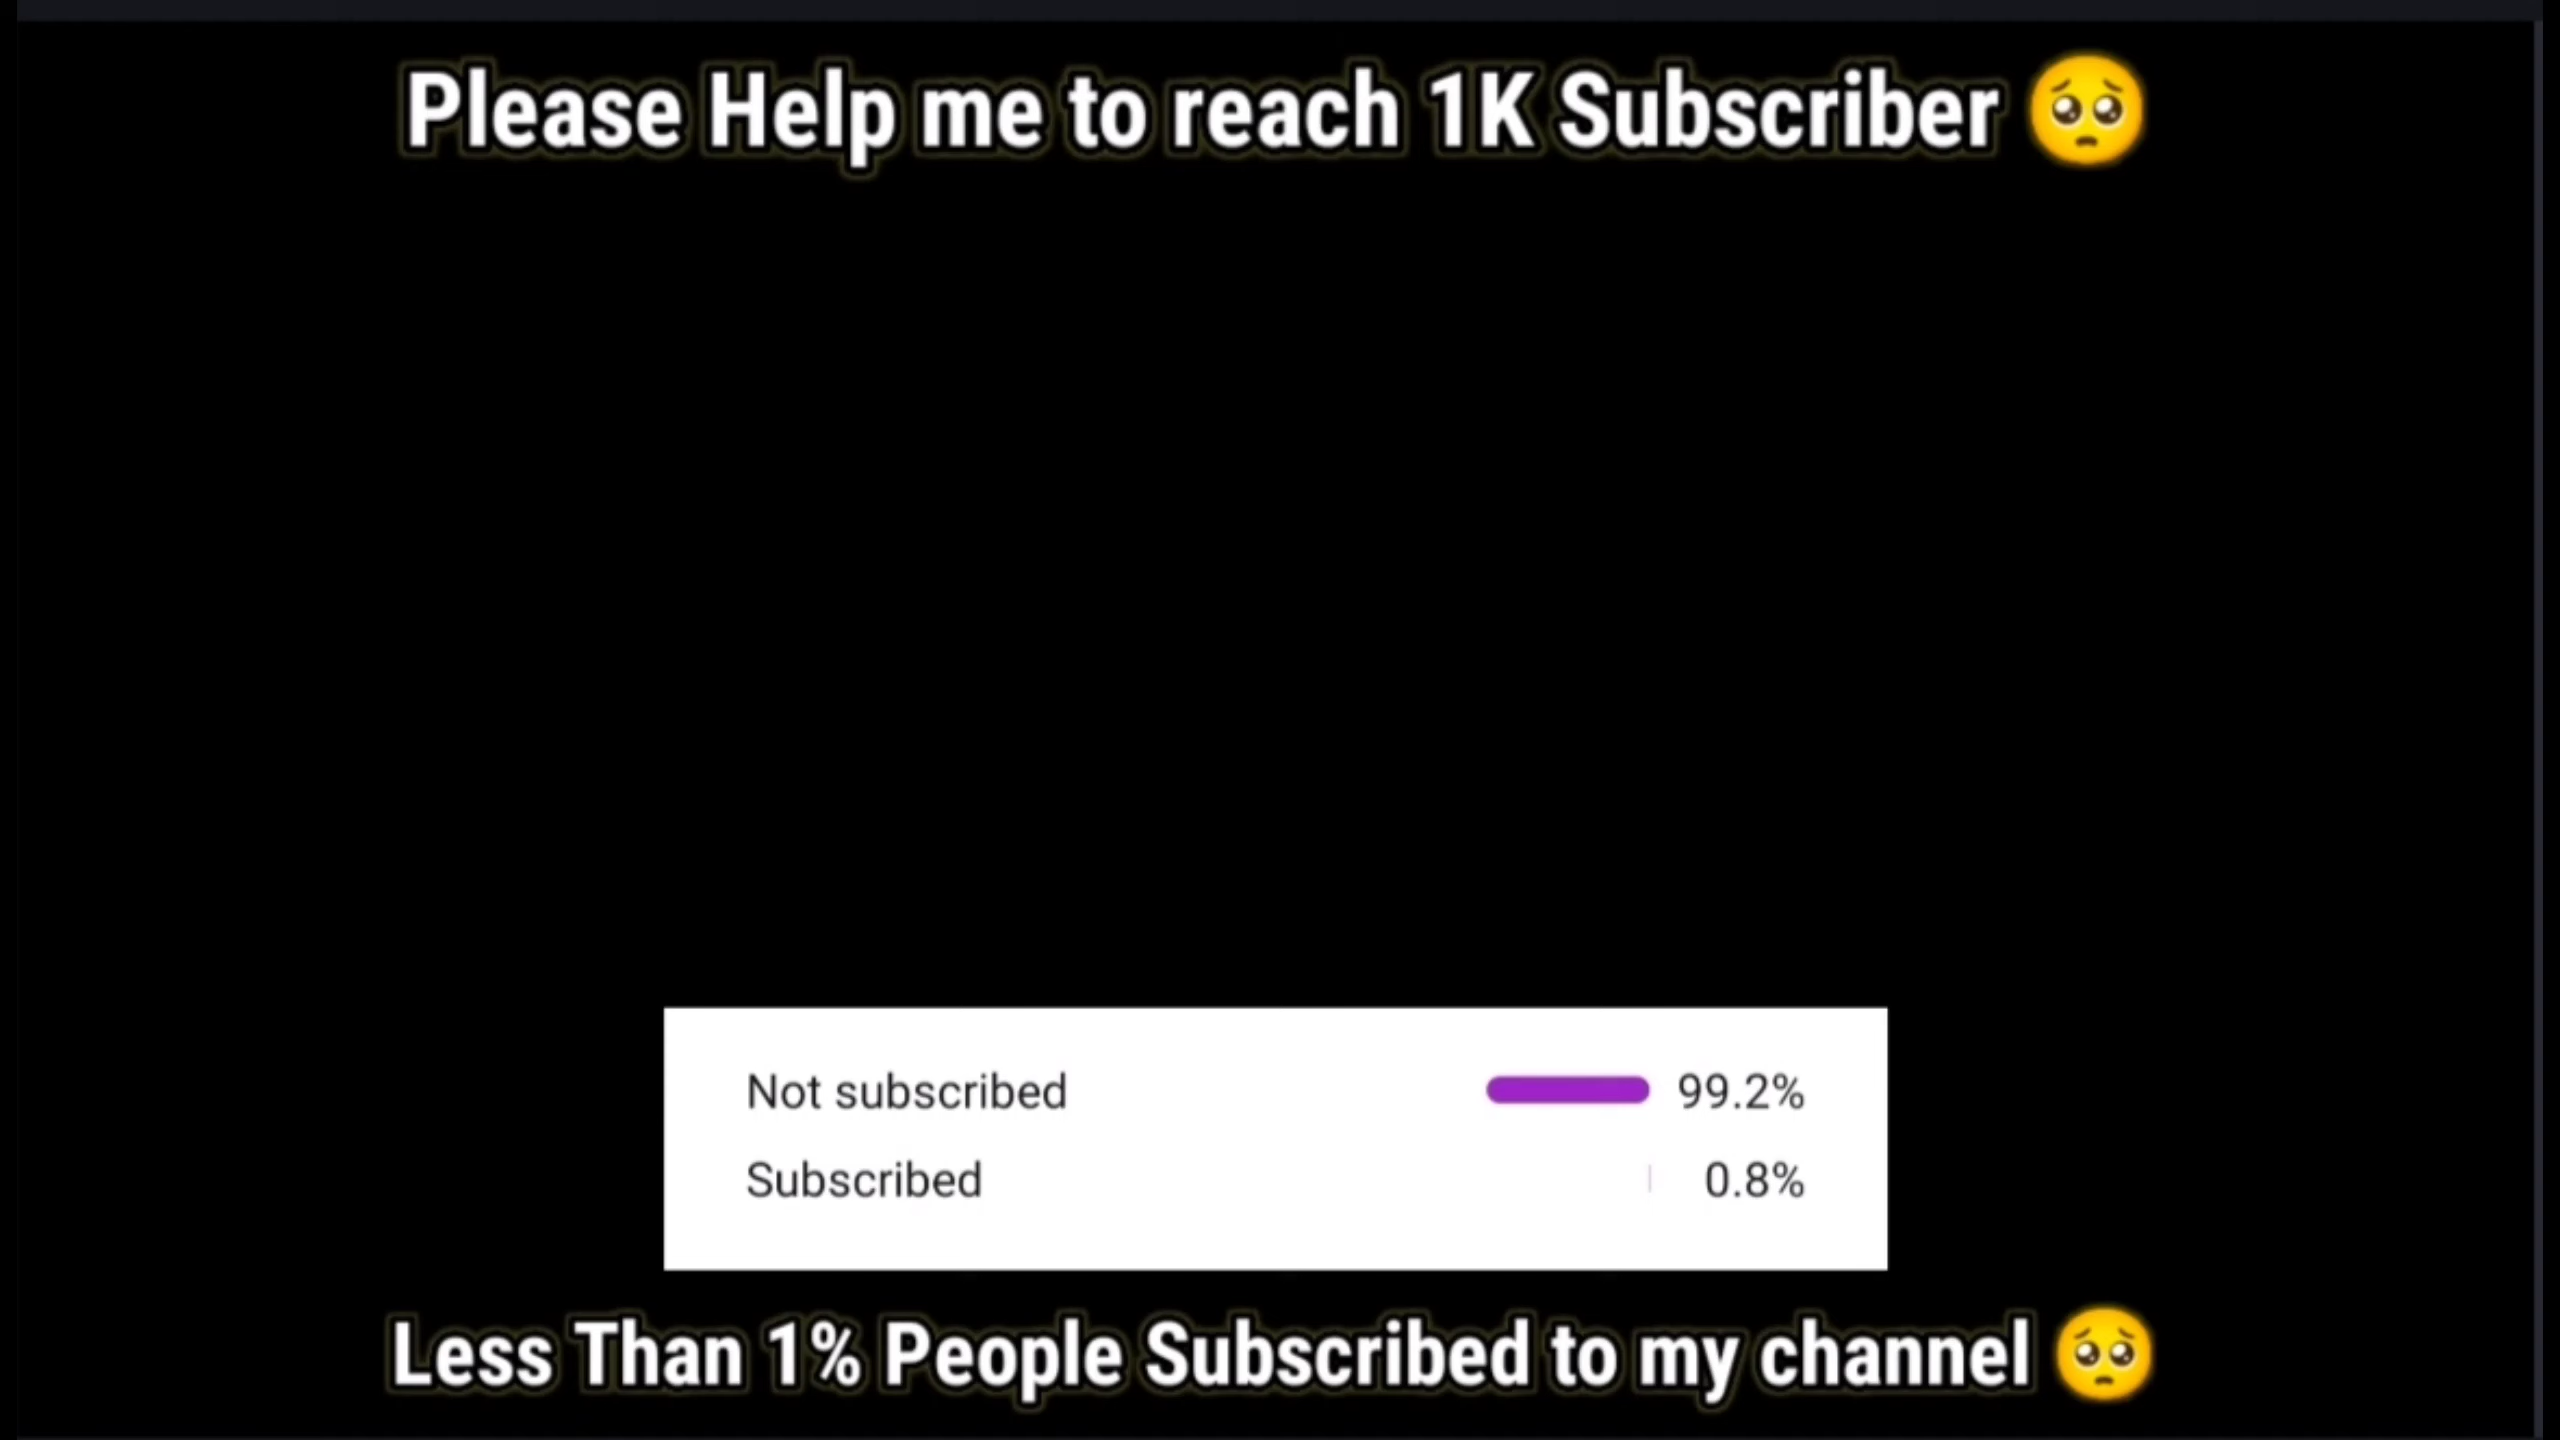 Please Help me to reach 1K Subscriber 🥺
Not subscribed 99.2%
Subscribed 0.8%
Less Than 1% People Subscribed to my channel 🥺